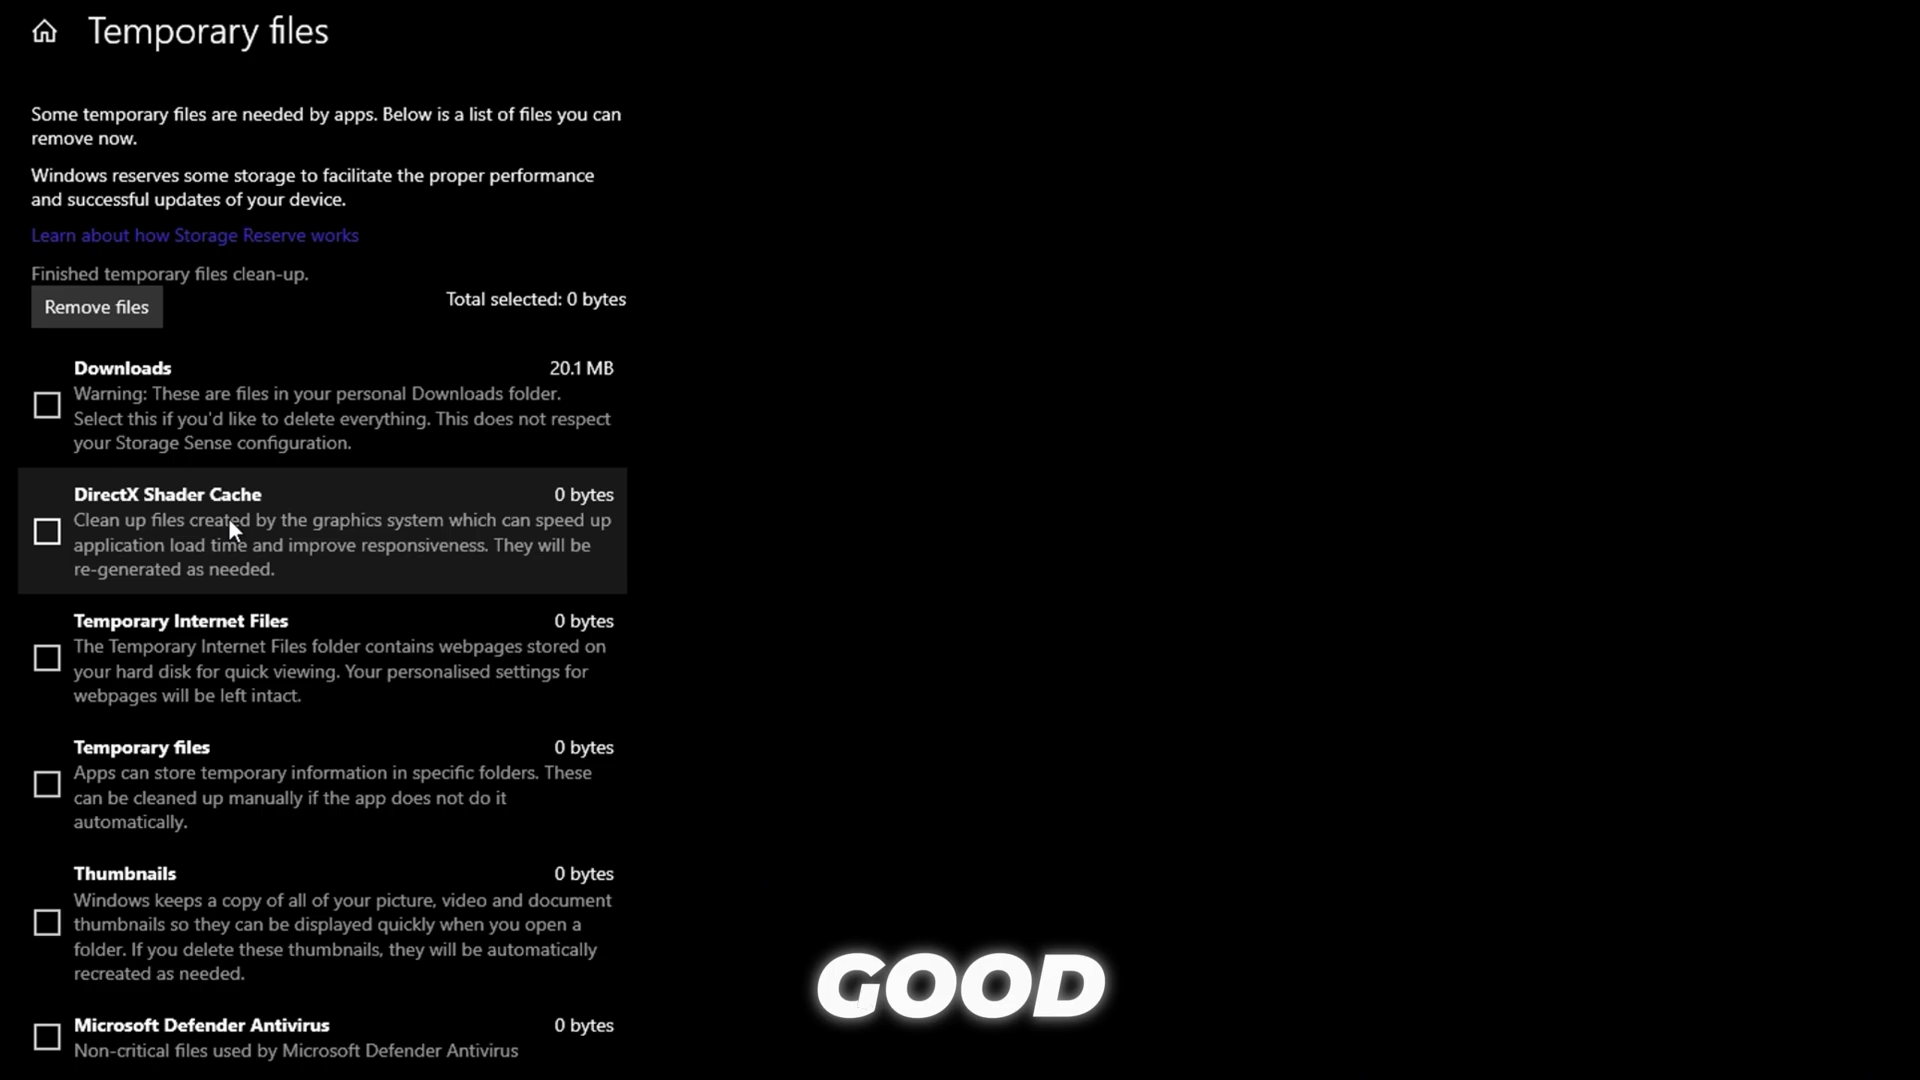 Temporary files
Some temporary files are needed by apps. Below is a list of files you can
remove now.
Windows reserves some storage to facilitate the proper performance
and successful updates of your device.
Learn about how Storage Reserve works
Finished temporary files clean-up.
Remove files
Total selected: 0 bytes
Downloads 20.1 MB
Warning: These are files in your personal Downloads folder.
Select this if you'd like to delete everything. This does not respect
your Storage Sense configuration.
DirectX Shader Cache 0 bytes
Clean up files created by the graphics system which can speed up
application load time and improve responsiveness. They will be
re-generated as needed.
Temporary Internet Files 0 bytes
The Temporary Internet Files folder contains webpages stored on
your hard disk for quick viewing. Your personalised settings for
webpages will be left intact.
Temporary files 0 bytes
Apps can store temporary information in specific folders. These
can be cleaned up manually if the app does not do it
automatically.
Thumbnails 0 bytes
Windows keeps a copy of all of your picture, video and document
thumbnails so they can be displayed quickly when you open a
folder. If you delete these thumbnails, they will be automatically
recreated as needed.
GOOD
Microsoft Defender Antivirus 0 bytes
Non-critical files used by Microsoft Defender Antivirus